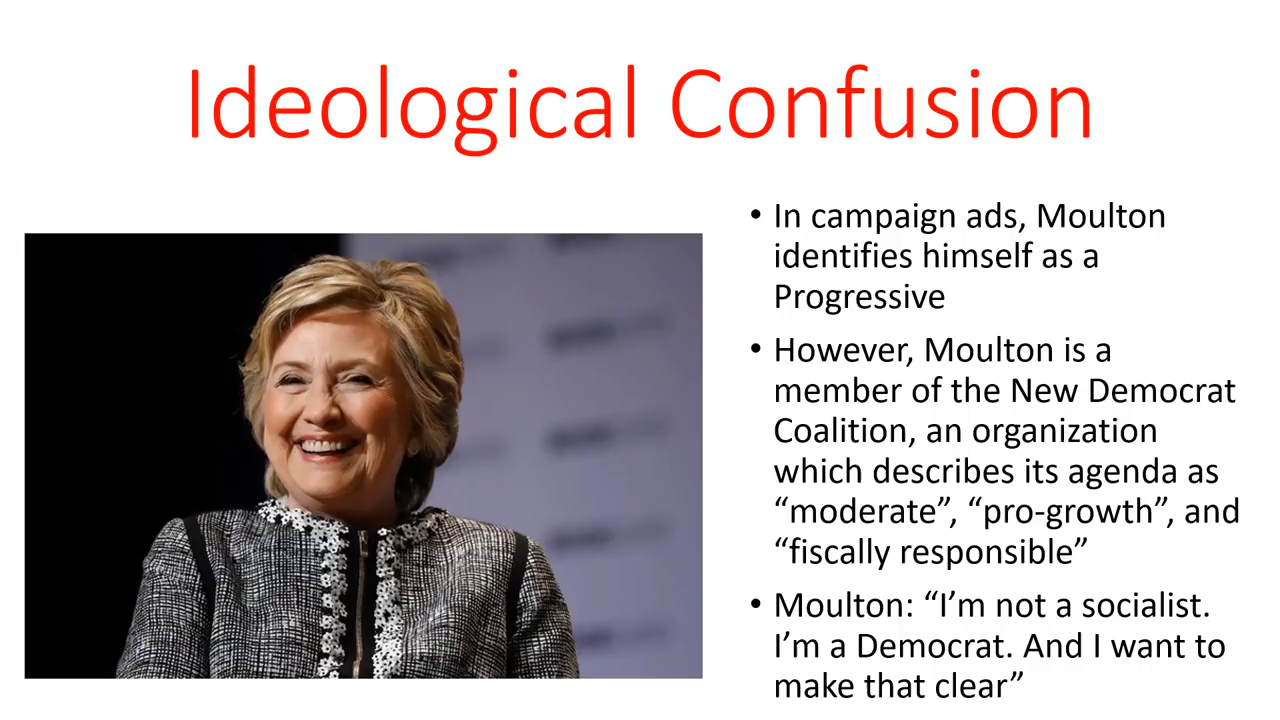 Ideological Confusion
• In campaign ads, Moulton
identifies himself as a
Progressive
• However, Moulton is a
member of the New Democrat
Coalition, an organization
which describes its agenda as
“moderate”, “pro-growth”, and
“fiscally responsible”
• Moulton: “I’m not a socialist.
I’m a Democrat. And I want to
make that clear”